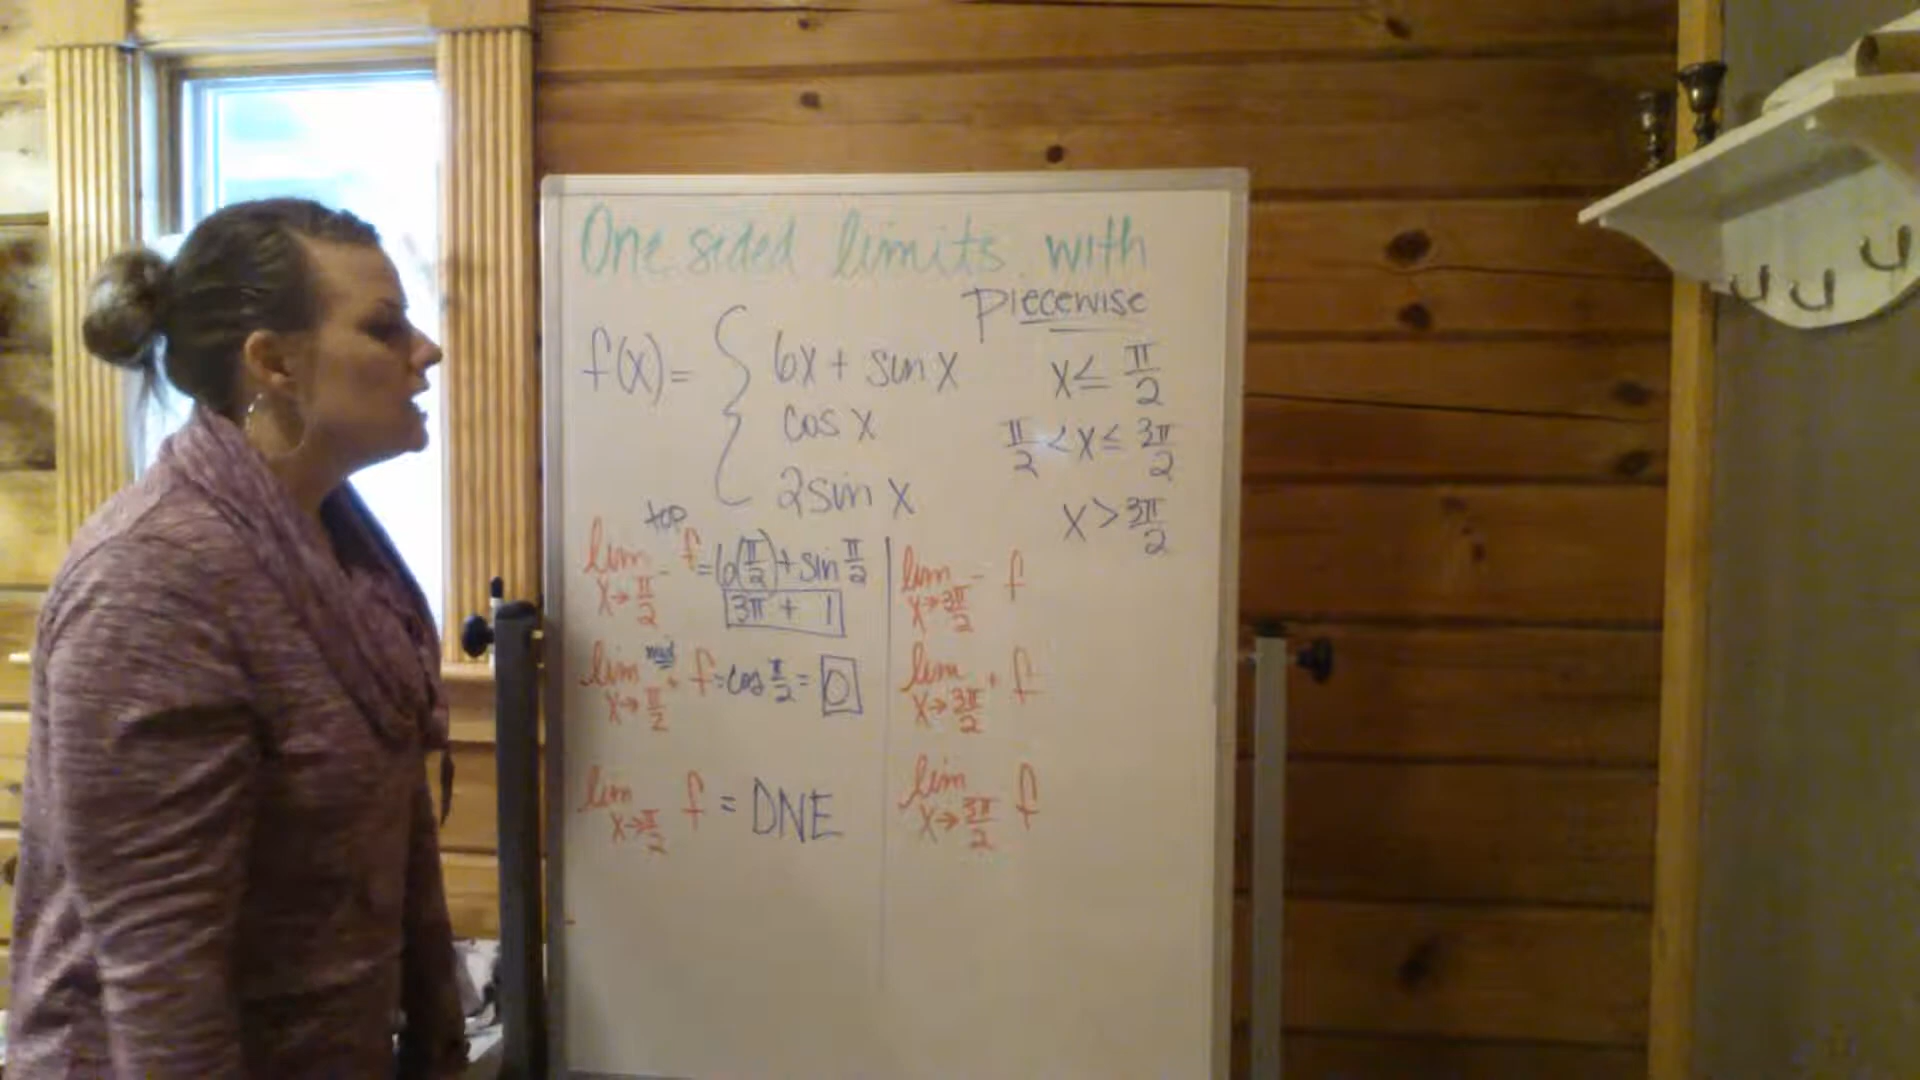 One sided limits with
piecewise
f(x) = { 6x + sin x    x ≤ π/2
cos x    π/2 < x ≤ 3π/2
2 sin x    x > 3π/2
top
lim x→π/2⁻ f = 6(π/2) + sin π/2
3π + 1
mid
lim x→π/2⁺ f = cos π/2 = 0
lim x→π/2 f = DNE
lim x→3π/2⁻ f
lim x→3π/2⁺ f
lim x→3π/2 f